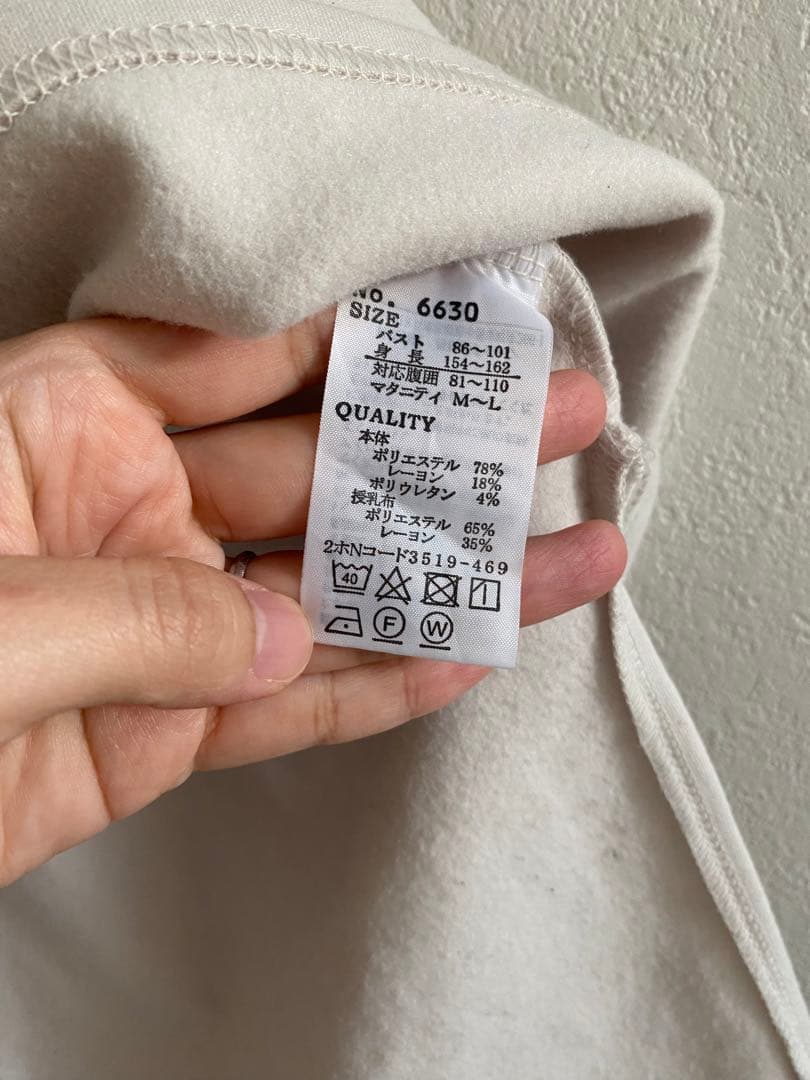 No. 6630
SIZE
バスト 86〜101
身長 154〜162
対応腹囲 81〜110
マタニティ M〜L
QUALITY
本体
ポリエステル 78%
レーヨン 18%
ポリウレタン 4%
授乳布
ポリエステル 65%
レーヨン 35%
2ホNコード3519-469
40
F W